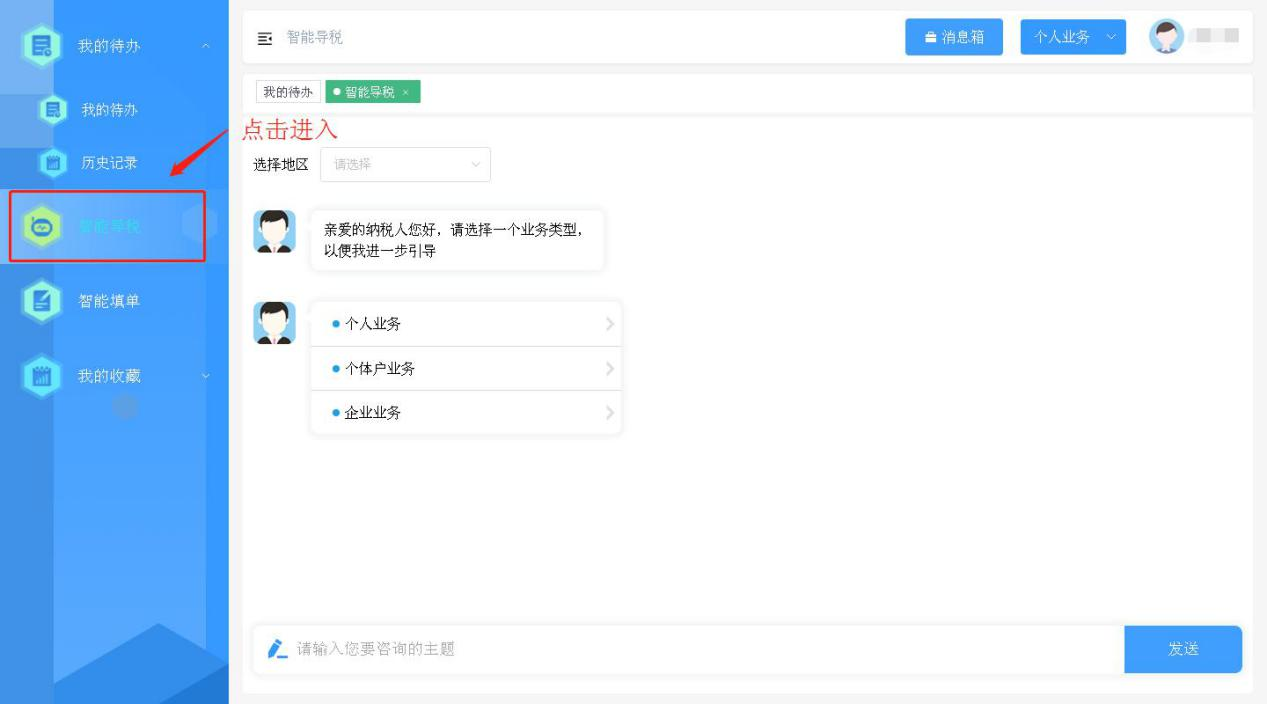 我的待办
我的待办
历史记录
智能导税
智能填单
我的收藏
智能导税
消息箱
个人业务
我的待办
智能导税 ×
点击进入
选择地区
请选择
亲爱的纳税人您好，请选择一个业务类型，
以便我进一步引导
个人业务
个体户业务
企业业务
请输入您要咨询的主题
发送